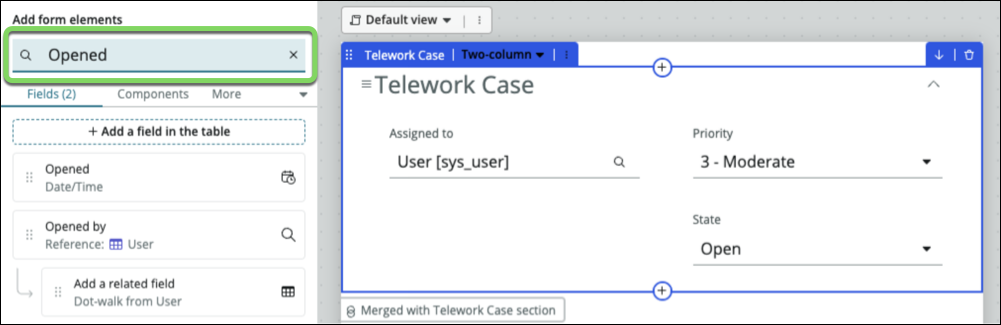 Add form elements
Opened
Fields (2)
Components
More
+ Add a field in the table
Opened
Date/Time
Opened by
Reference: User
Add a related field
Dot-walk from User
Default view
Telework Case | Two-column
Telework Case
Assigned to
User [sys_user]
Priority
3 - Moderate
State
Open
Merged with Telework Case section